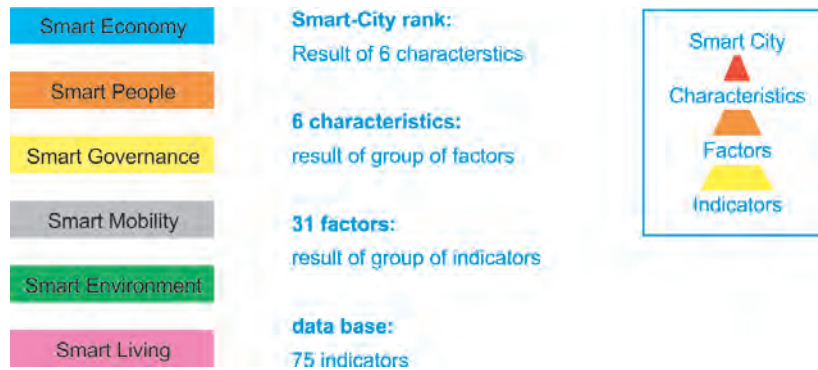 Smart Economy
Smart People
Smart Governance
Smart Mobility
Smart Environment
Smart Living
Smart-City rank:
Result of 6 characterstics
6 characteristics:
result of group of factors
31 factors:
result of group of indicators
data base:
75 indicators
Smart City
Characteristics
Factors
Indicators